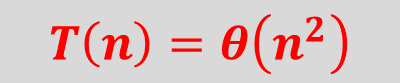 T(n) = θ(n²)